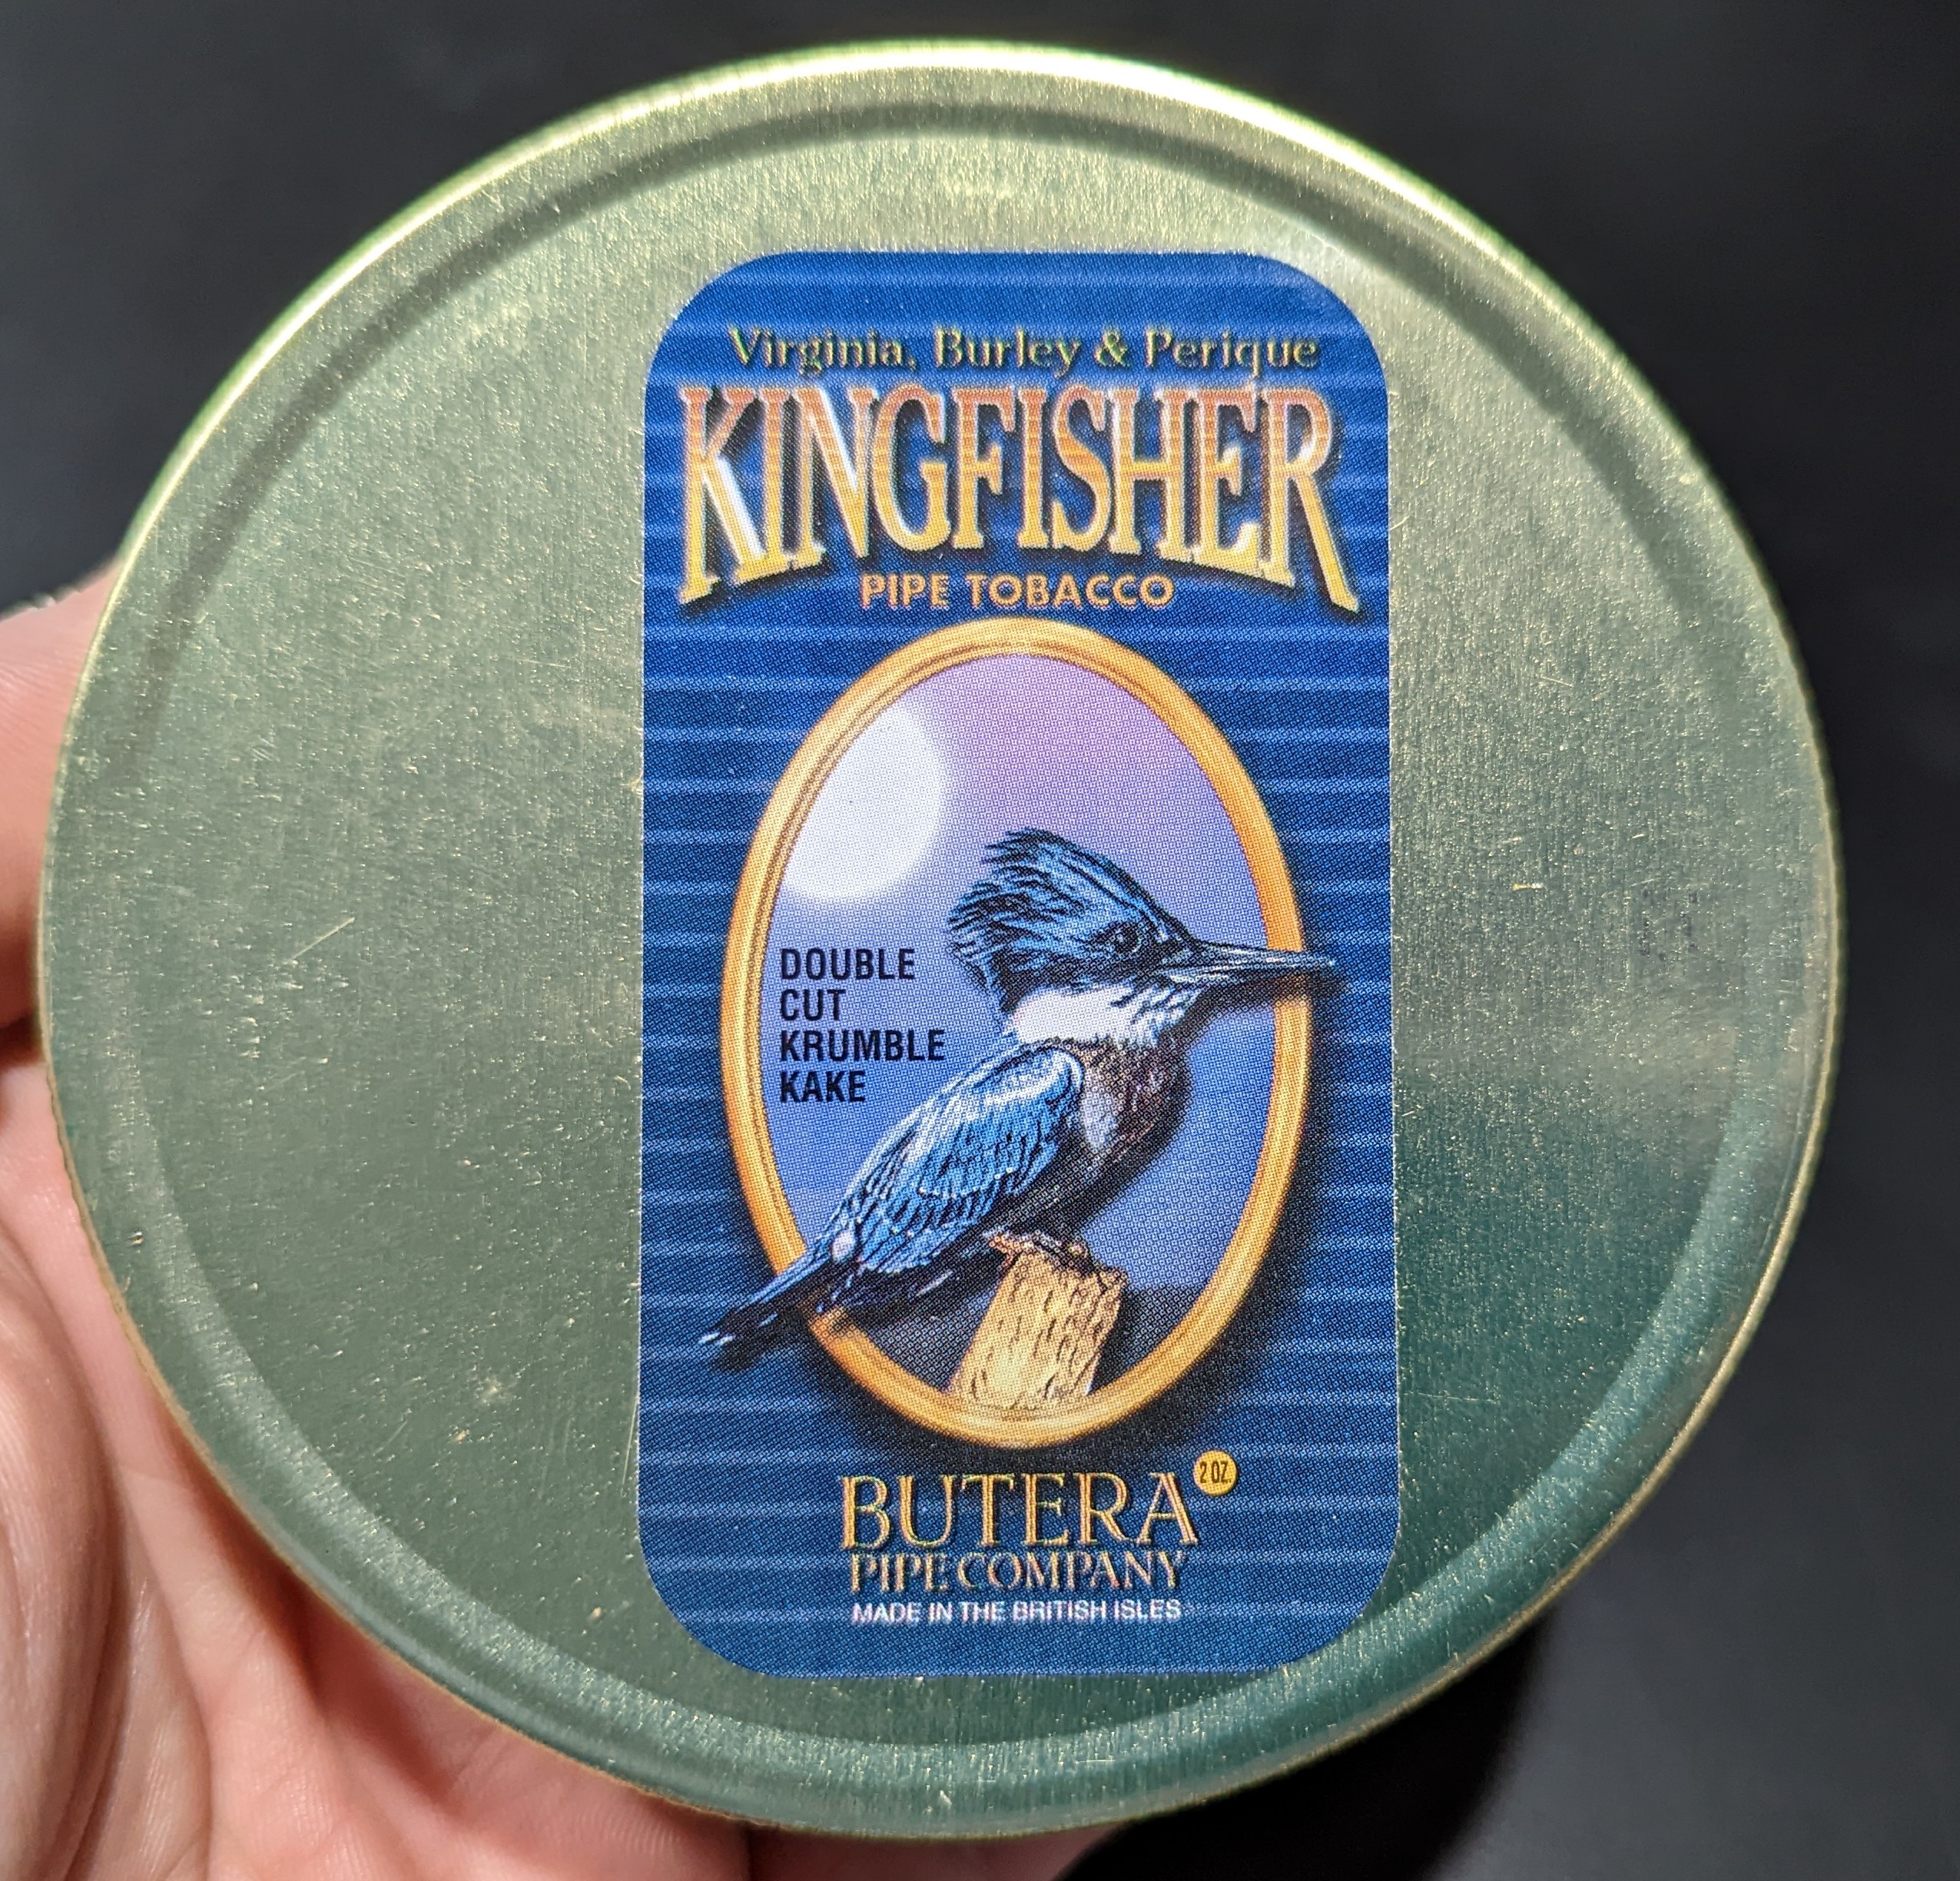 Virginia, Burley & Perique
KINGFISHER
PIPE TOBACCO
DOUBLE
CUT
KRUMBLE
KAKE
2 OZ.
BUTERA
PIPE COMPANY
MADE IN THE BRITISH ISLES